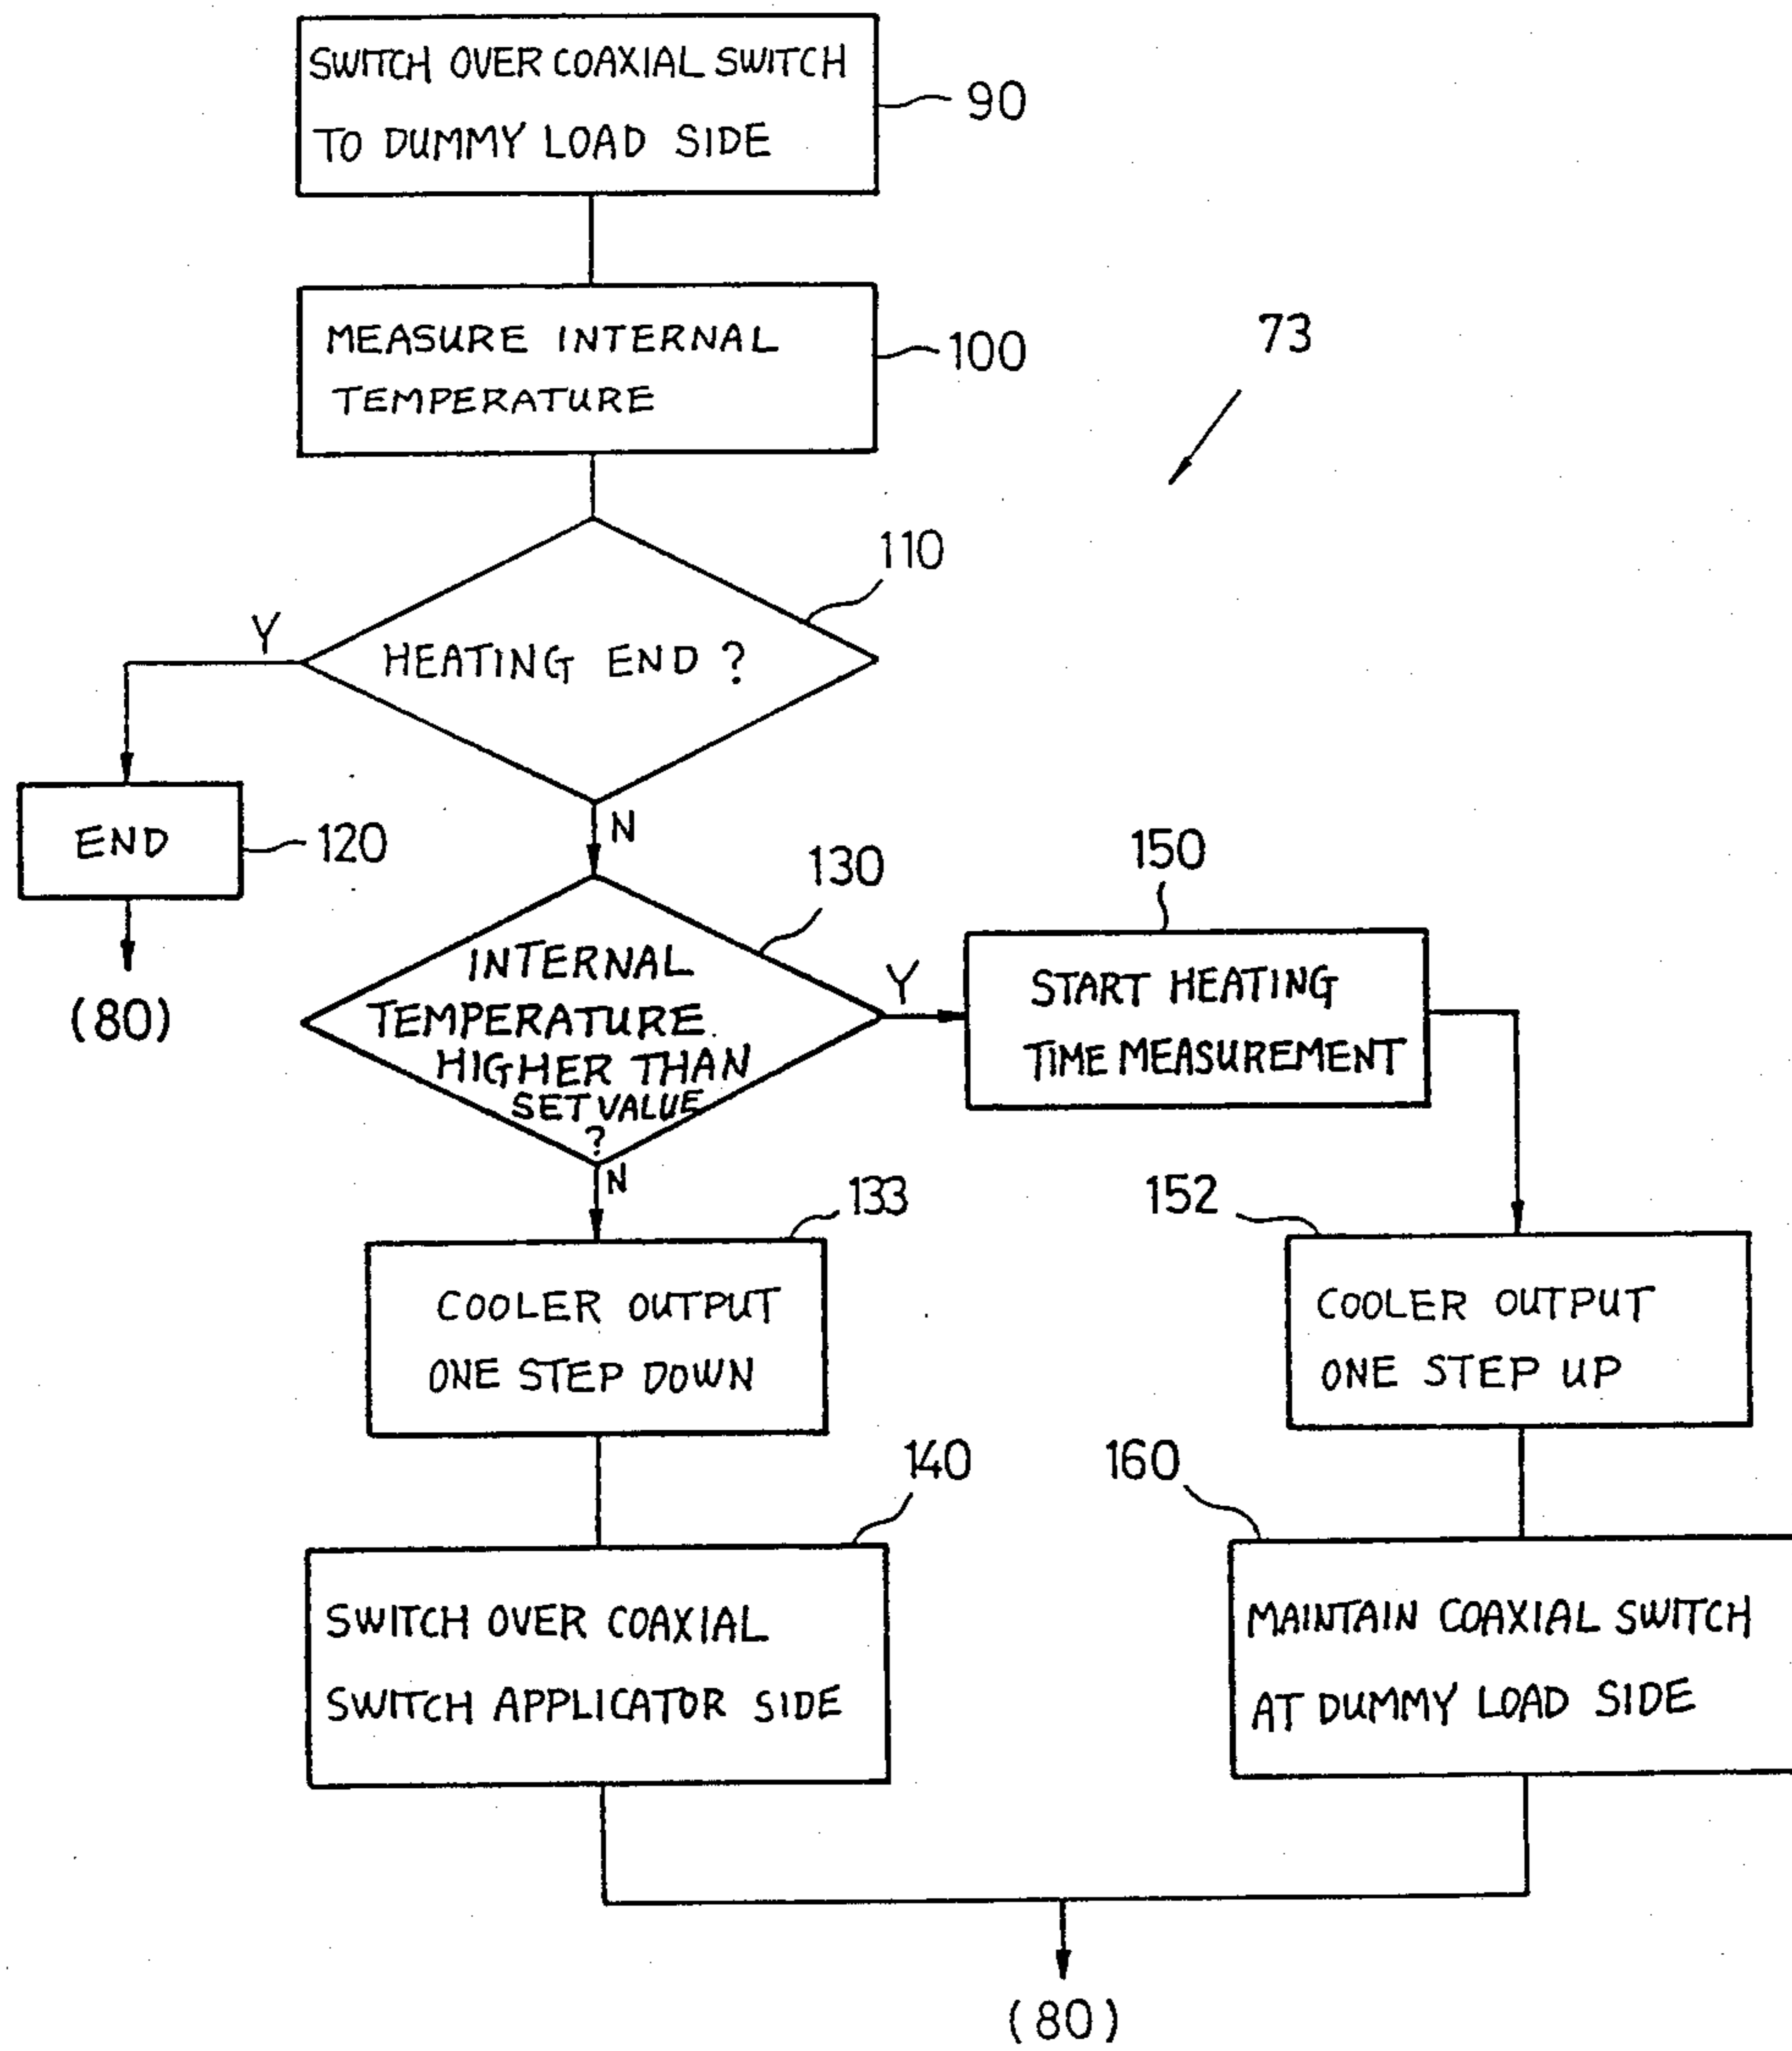 SWITCH OVER COAXIAL SWITCH
TO DUMMY LOAD SIDE
90
MEASURE INTERNAL
TEMPERATURE
100
73
110
Y
HEATING END ?
N
END
120
(80)
130
INTERNAL
TEMPERATURE
HIGHER THAN
SET VALUE
?
Y
150
START HEATING
TIME MEASUREMENT
N
133
COOLER OUTPUT
ONE STEP DOWN
152
COOLER OUTPUT
ONE STEP UP
140
SWITCH OVER COAXIAL
SWITCH APPLICATOR SIDE
160
MAINTAIN COAXIAL SWITCH
AT DUMMY LOAD SIDE
(80)